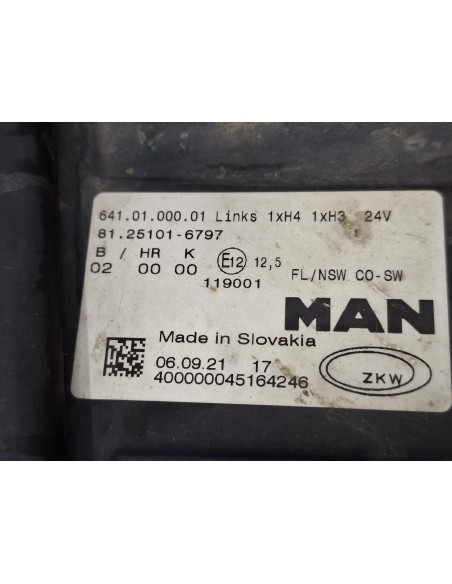 641.01.000.01 Links 1xH4 1xH3 24V
81.25101-6797
B / HR K E12 12,5 FL/NSW CO-SW
02 00 00
119001
MAN
Made in Slovakia
06.09.21 17
400000045164246
ZKW